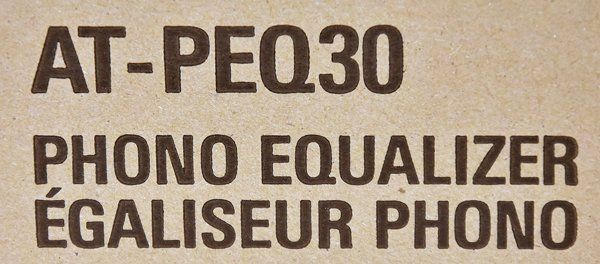 AT-PEQ30
PHONO EQUALIZER
ÉGALISEUR PHONO